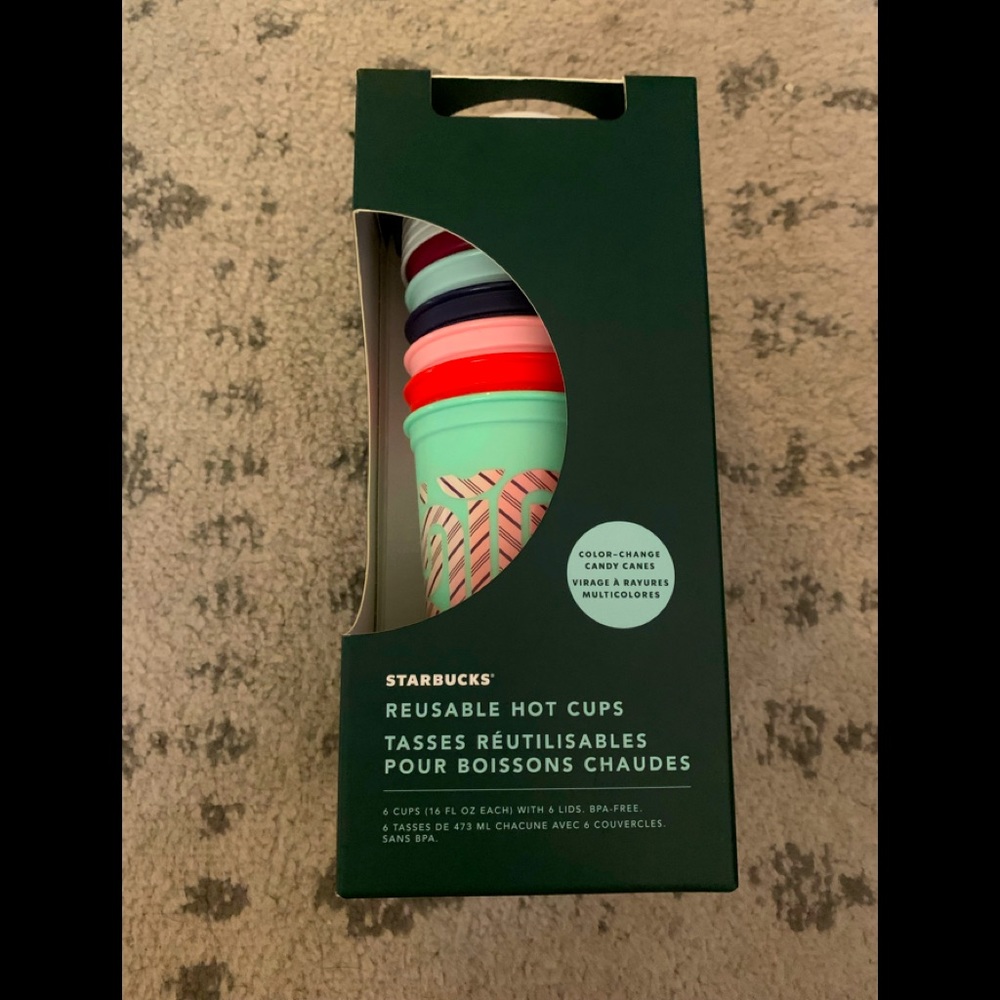 COLOR-CHANGE
CANDY CANES
VIRAGE À RAYURES
MULTICOLORES
STARBUCKS®
REUSABLE HOT CUPS
TASSES RÉUTILISABLES
POUR BOISSONS CHAUDES
6 CUPS (16 FL OZ EACH) WITH 6 LIDS. BPA-FREE.
6 TASSES DE 473 ML CHACUNE AVEC 6 COUVERCLES.
SANS BPA.